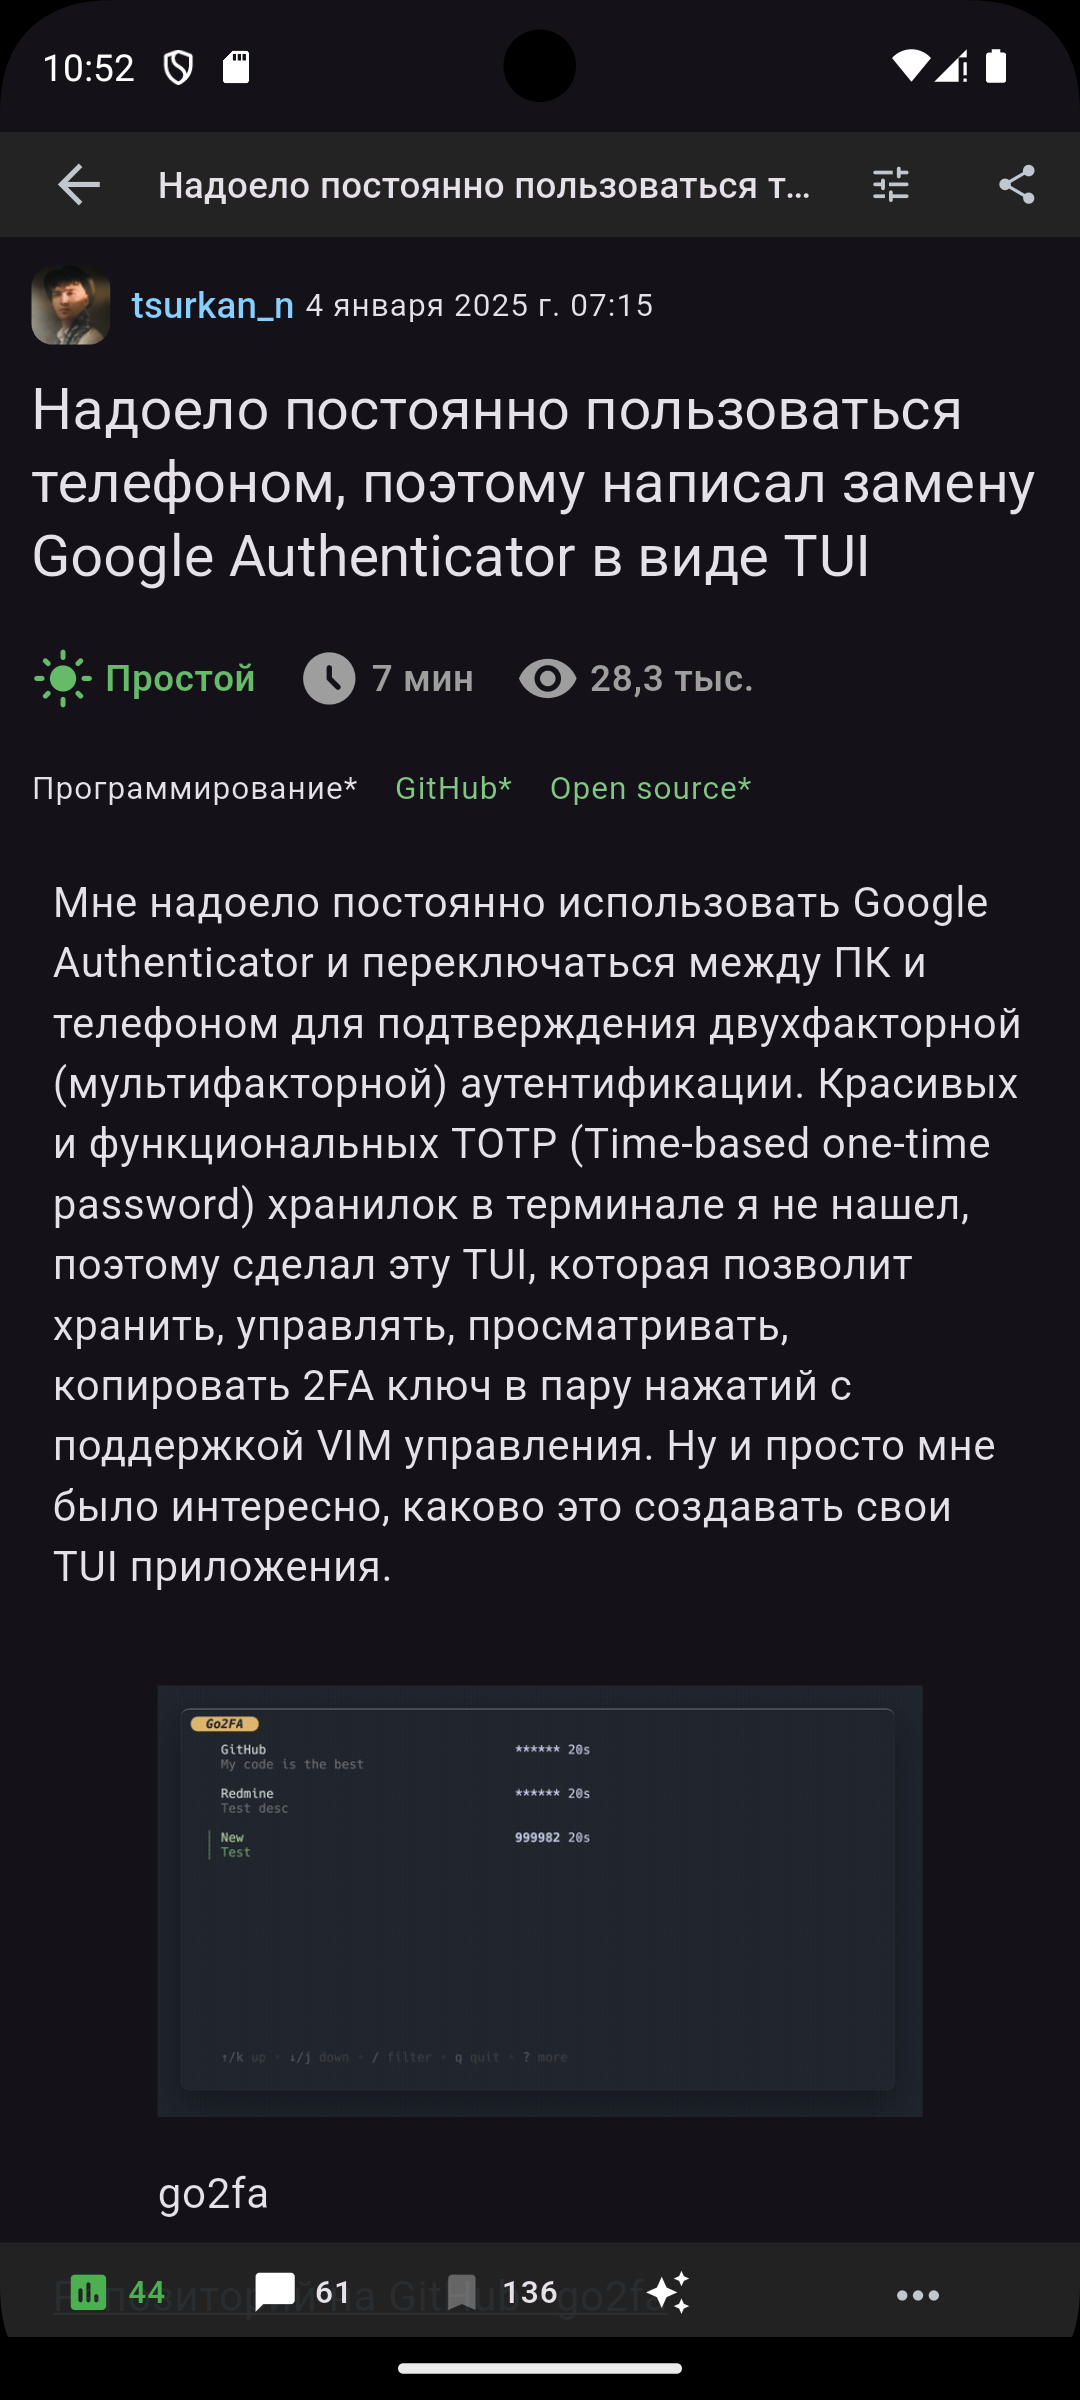 10:52
Надоело постоянно пользоваться т...
tsurkan_n 4 января 2025 г. 07:15
Надоело постоянно пользоваться
телефоном, поэтому написал замену
Google Authenticator в виде TUI
Простой 7 мин 28,3 тыс.
Программирование* GitHub* Open source*
Мне надоело постоянно использовать Google
Authenticator и переключаться между ПК и
телефоном для подтверждения двухфакторной
(мультифакторной) аутентификации. Красивых
и функциональных TOTP (Time-based one-time
password) хранилок в терминале я не нашел,
поэтому сделал эту TUI, которая позволит
хранить, управлять, просматривать,
копировать 2FA ключ в пару нажатий с
поддержкой VIM управления. Ну и просто мне
было интересно, каково это создавать свои
TUI приложения.
Go2FA
GitHub ****** 20s
My code is the best
Redmine ****** 20s
Test desc
New 999982 20s
Test
↑/k up • ↓/j down • / filter • q quit • ? more
go2fa
Репозиторий на GitHub go2fa
44 61 136